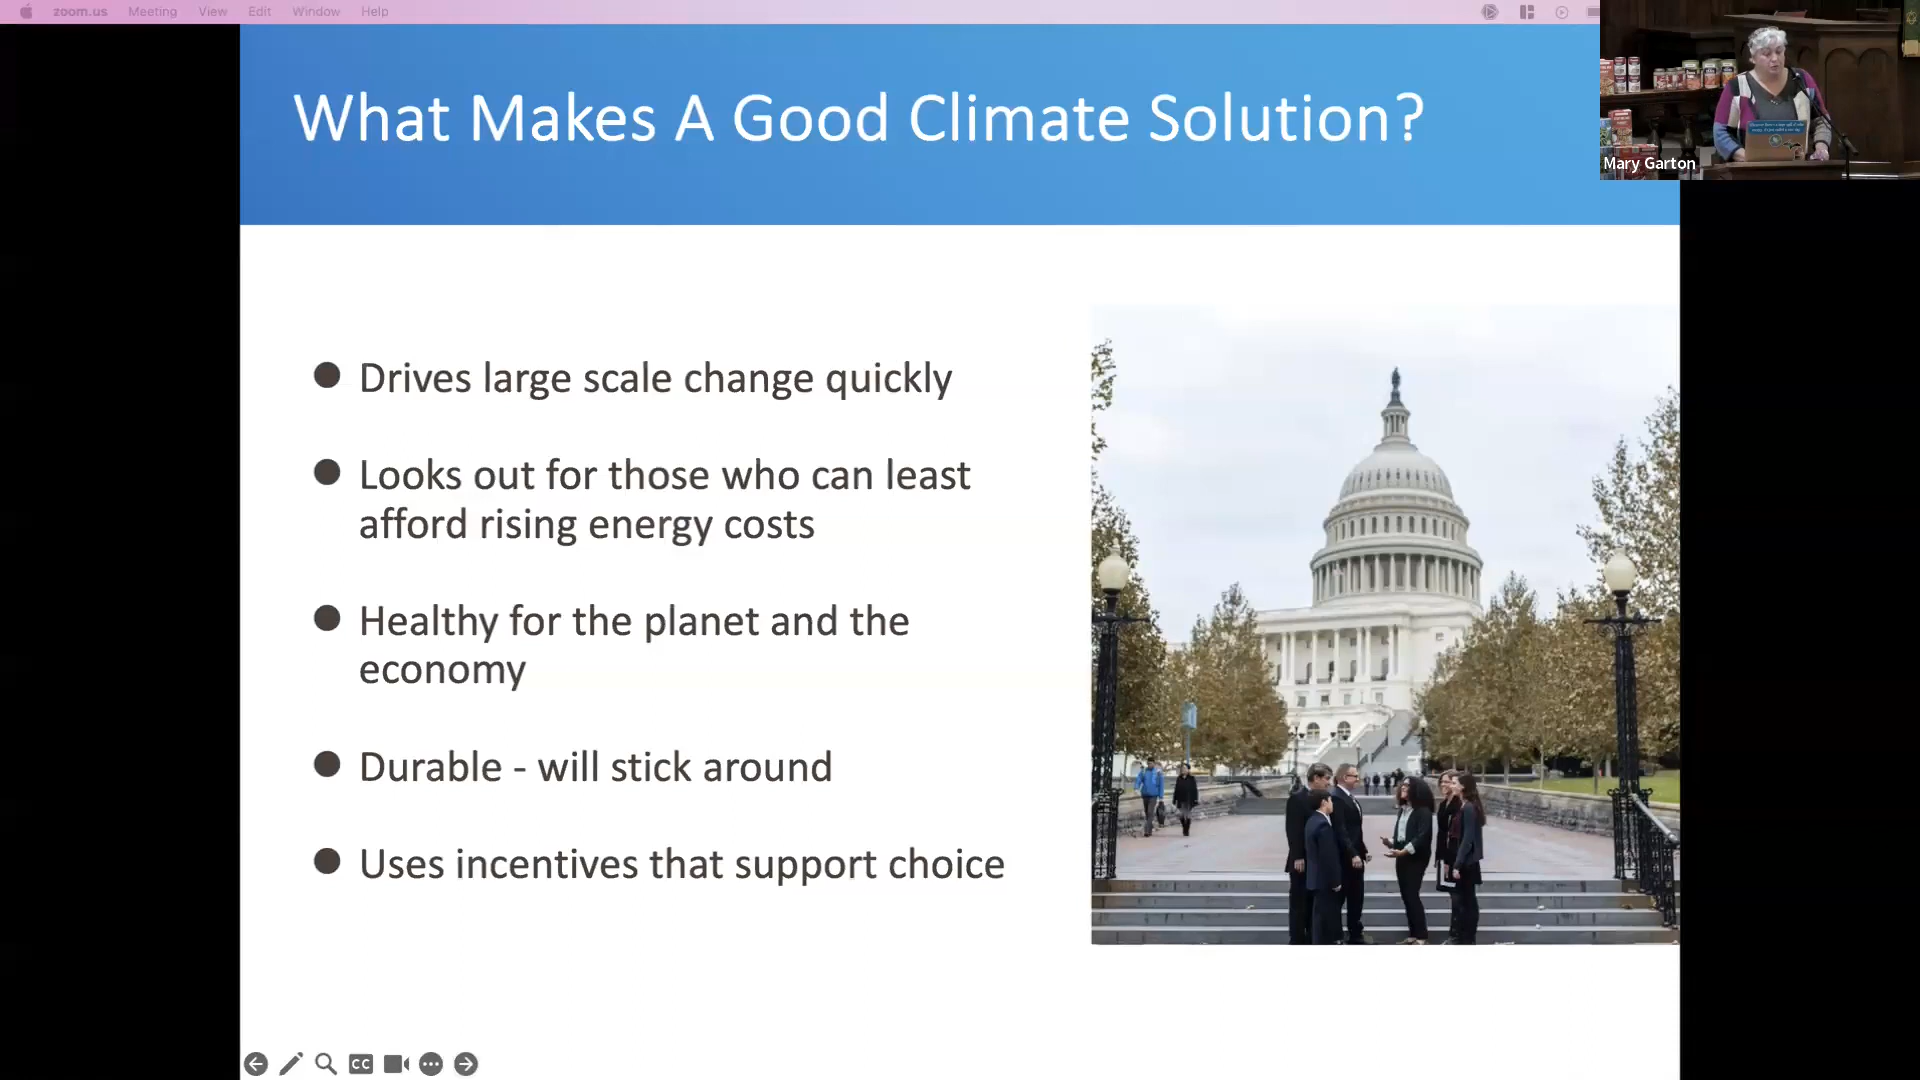 zoom.us Meeting View Edit Window Help
What Makes A Good Climate Solution?
Mary Garton
Drives large scale change quickly
Looks out for those who can least
afford rising energy costs
Healthy for the planet and the
economy
Durable - will stick around
Uses incentives that support choice
CC